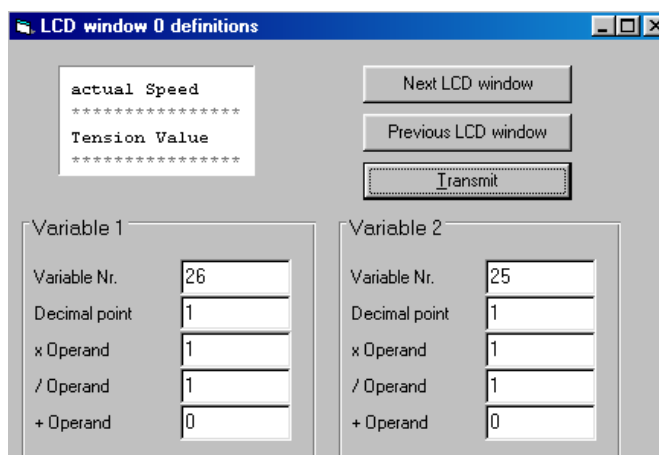 LCD window 0 definitions
actual Speed
****************
Tension Value
****************
Next LCD window
Previous LCD window
Transmit
Variable 1
Variable Nr. 26
Decimal point 1
x Operand 1
/ Operand 1
+ Operand 0
Variable 2
Variable Nr. 25
Decimal point 1
x Operand 1
/ Operand 1
+ Operand 0